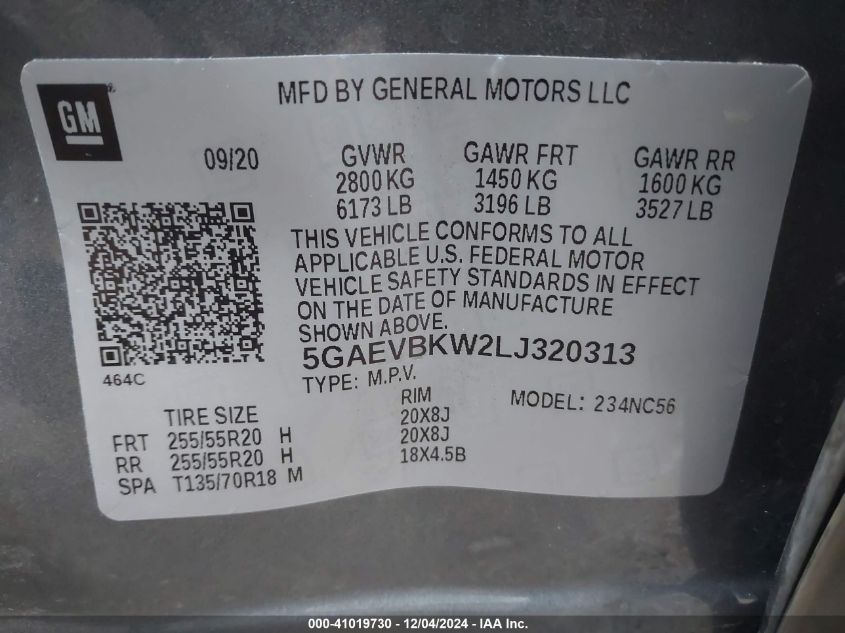 GM®
MFD BY GENERAL MOTORS LLC
09/20 GVWR GAWR FRT GAWR RR
2800 KG 1450 KG 1600 KG
6173 LB 3196 LB 3527 LB
THIS VEHICLE CONFORMS TO ALL
APPLICABLE U.S. FEDERAL MOTOR
VEHICLE SAFETY STANDARDS IN EFFECT
ON THE DATE OF MANUFACTURE
SHOWN ABOVE.
5GAEVBKW2LJ320313
464C
TYPE: M.P.V. MODEL: 234NC56
TIRE SIZE RIM
FRT 255/55R20 H 20X8J
RR 255/55R20 H 20X8J
SPA T135/70R18 M 18X4.5B
000-41019730 - 12/04/2024 - IAA Inc.